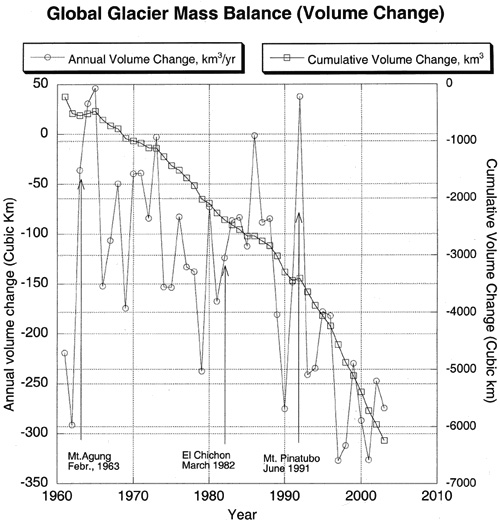 Global Glacier Mass Balance (Volume Change)
Annual Volume Change, km³/yr
Cumulative Volume Change, km³
50
0
-50
-100
-150
-200
-250
-300
-350
Annual volume change (Cubic Km)
0
-1000
-2000
-3000
-4000
-5000
-6000
-7000
Cumulative Volume Change (Cubic km)
Mt.Agung
Febr., 1963
El Chichon
March 1982
Mt. Pinatubo
June 1991
1960
1970
1980
1990
2000
2010
Year